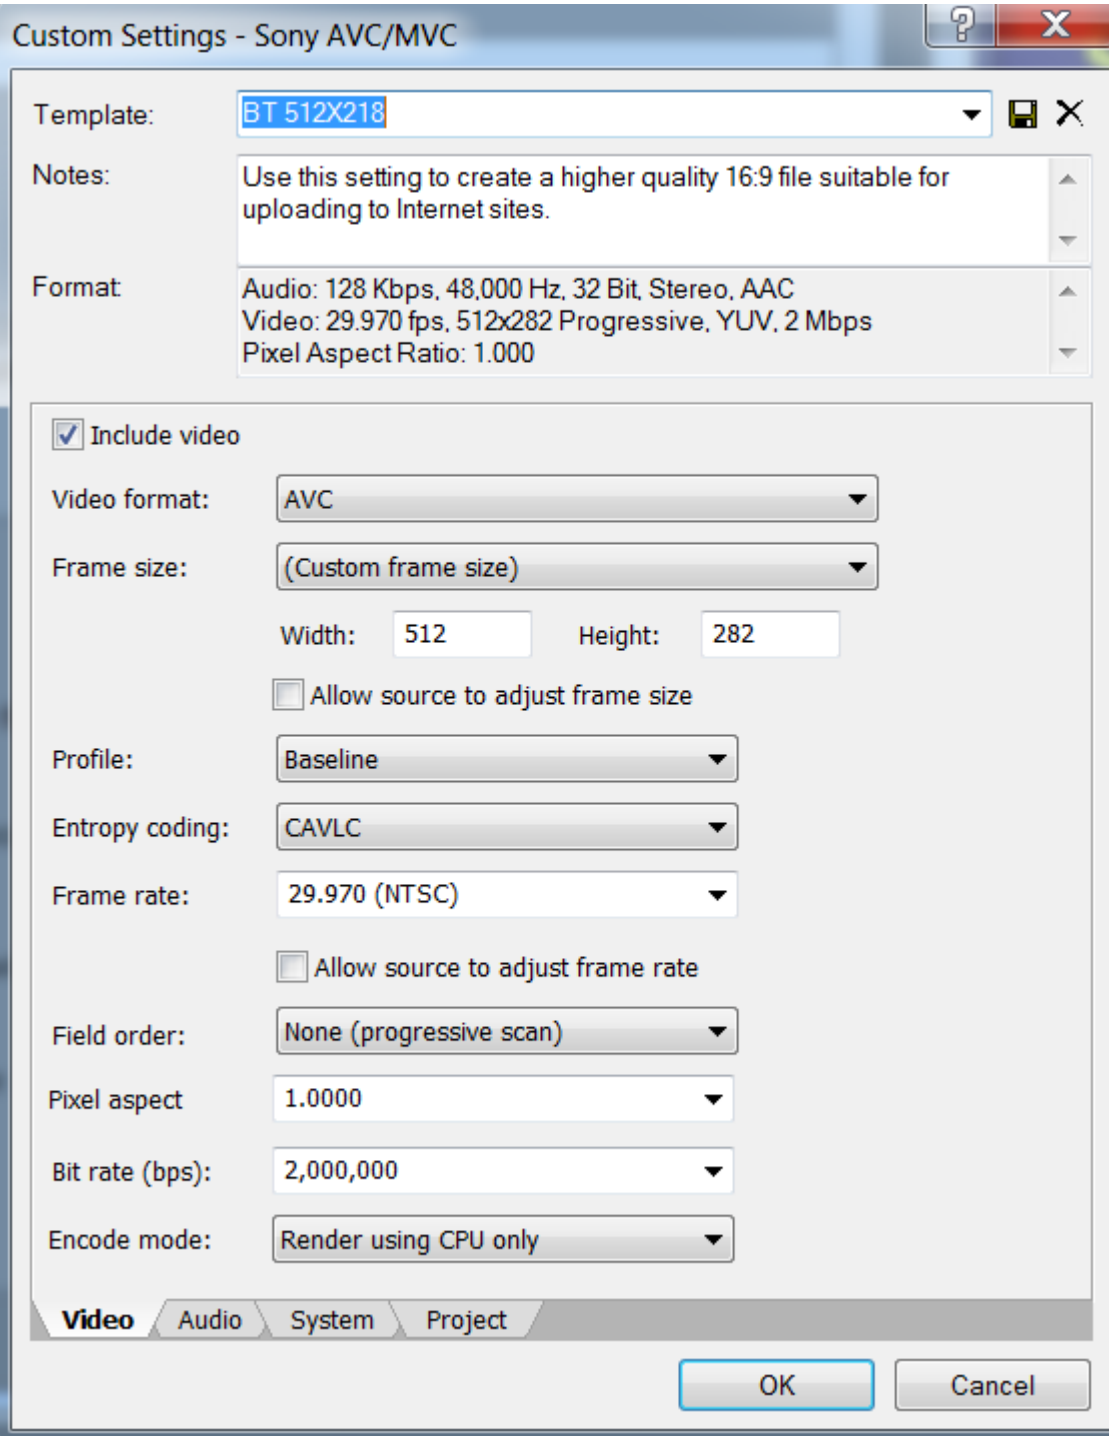 Custom Settings - Sony AVC/MVC
Template:
BT 512X218
Notes:
Use this setting to create a higher quality 16:9 file suitable for
uploading to Internet sites.
Format:
Audio: 128 Kbps, 48,000 Hz, 32 Bit, Stereo, AAC
Video: 29.970 fps, 512x282 Progressive, YUV, 2 Mbps
Pixel Aspect Ratio: 1.000
Include video
Video format: AVC
Frame size: (Custom frame size)
Width: 512 Height: 282
Allow source to adjust frame size
Profile: Baseline
Entropy coding: CAVLC
Frame rate: 29.970 (NTSC)
Allow source to adjust frame rate
Field order: None (progressive scan)
Pixel aspect 1.0000
Bit rate (bps): 2,000,000
Encode mode: Render using CPU only
Video Audio System Project
OK Cancel